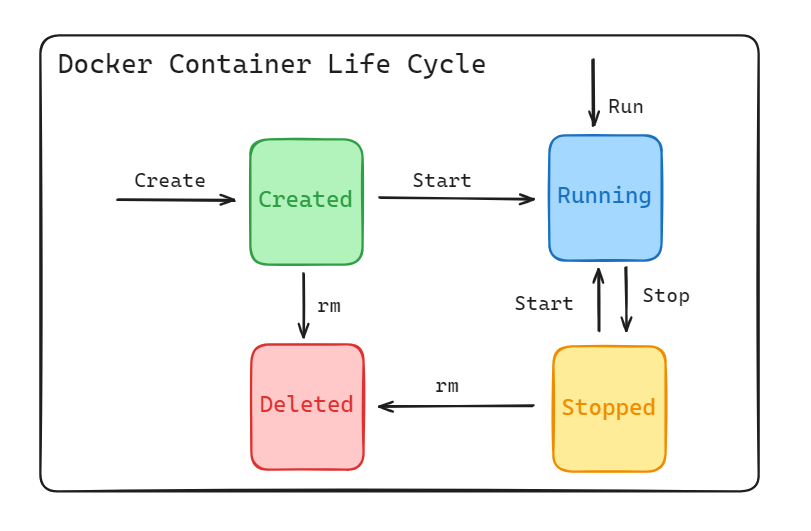 Docker Container Life Cycle
Run
Create
Start
Created
Running
rm
Start
Stop
rm
Deleted
Stopped